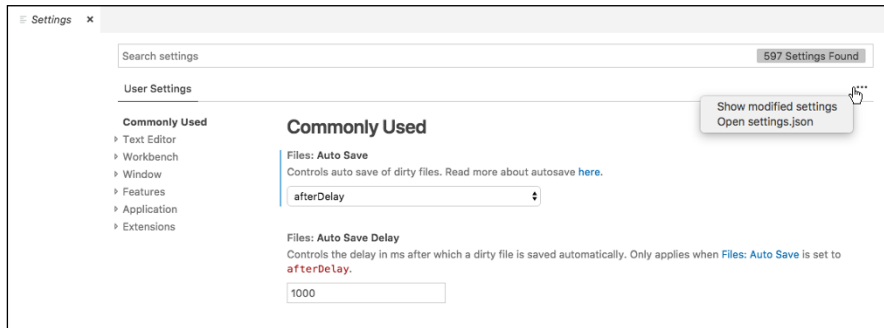 Settings ×
Search settings
597 Settings Found
User Settings
...
Show modified settings
Open settings.json
Commonly Used
Text Editor
Workbench
Window
Features
Application
Extensions
Commonly Used
Files: Auto Save
Controls auto save of dirty files. Read more about autosave here.
afterDelay
Files: Auto Save Delay
Controls the delay in ms after which a dirty file is saved automatically. Only applies when Files: Auto Save is set to
afterDelay.
1000